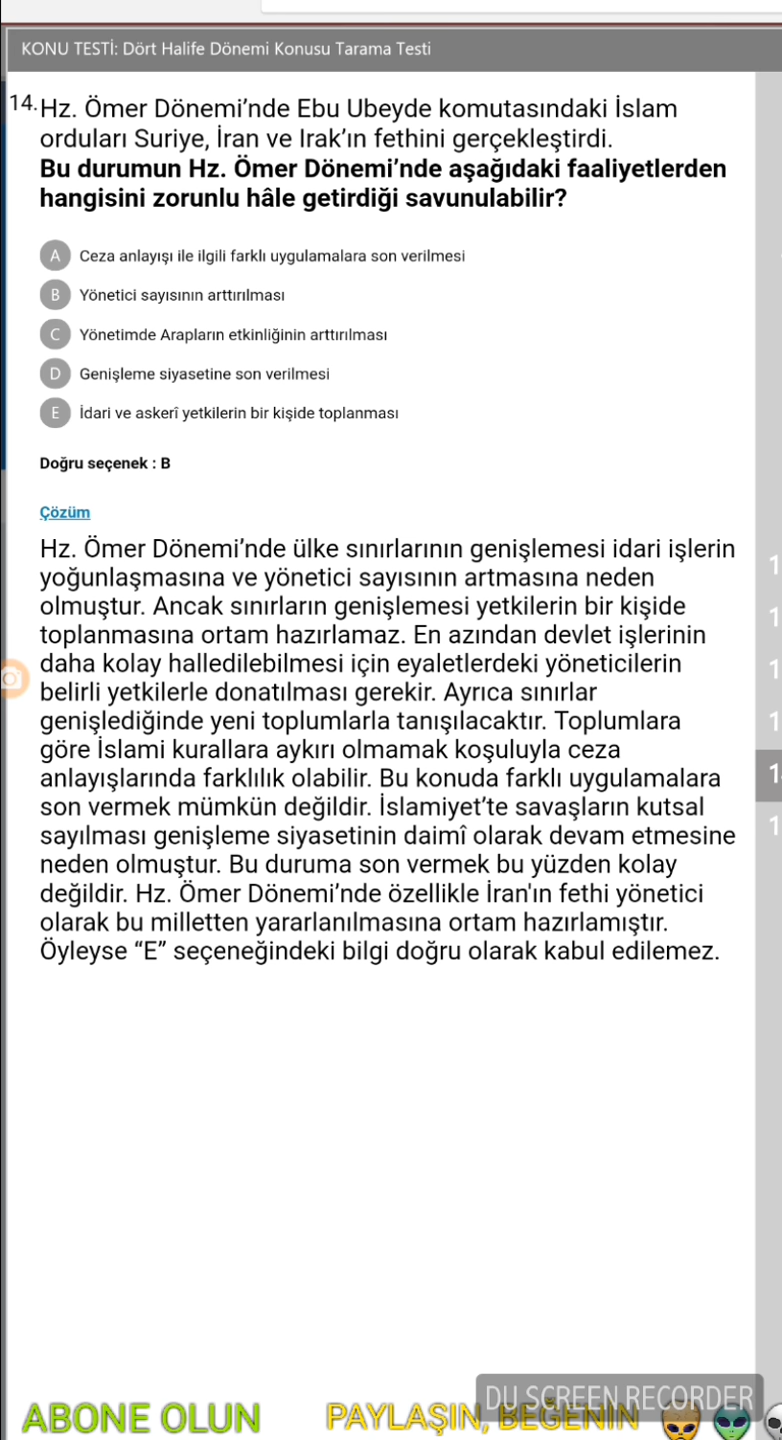 KONU TESTİ: Dört Halife Dönemi Konusu Tarama Testi
14. Hz. Ömer Dönemi’nde Ebu Ubeyde komutasındaki İslam
orduları Suriye, İran ve Irak’ın fethini gerçekleştirdi.
Bu durumun Hz. Ömer Dönemi’nde aşağıdaki faaliyetlerden
hangisini zorunlu hâle getirdiği savunulabilir?
A Ceza anlayışı ile ilgili farklı uygulamalara son verilmesi
B Yönetici sayısının arttırılması
C Yönetimde Arapların etkinliğinin arttırılması
D Genişleme siyasetine son verilmesi
E İdari ve askerî yetkilerin bir kişide toplanması
Doğru seçenek : B
Çözüm
Hz. Ömer Dönemi’nde ülke sınırlarının genişlemesi idari işlerin
yoğunlaşmasına ve yönetici sayısının artmasına neden
olmuştur. Ancak sınırların genişlemesi yetkilerin bir kişide
toplanmasına ortam hazırlamaz. En azından devlet işlerinin
daha kolay halledilebilmesi için eyaletlerdeki yöneticilerin
belirli yetkilerle donatılması gerekir. Ayrıca sınırlar
genişlediğinde yeni toplumlarla tanışılacaktır. Toplumlara
göre İslami kurallara aykırı olmamak koşuluyla ceza
anlayışlarında farklılık olabilir. Bu konuda farklı uygulamalara
son vermek mümkün değildir. İslamiyet’te savaşların kutsal
sayılması genişleme siyasetinin daimî olarak devam etmesine
neden olmuştur. Bu duruma son vermek bu yüzden kolay
değildir. Hz. Ömer Dönemi’nde özellikle İran'ın fethi yönetici
olarak bu milletten yararlanılmasına ortam hazırlamıştır.
Öyleyse “E” seçeneğindeki bilgi doğru olarak kabul edilemez.
DU SCREEN RECORDER
ABONE OLUN PAYLAŞIN, BEĞENİN